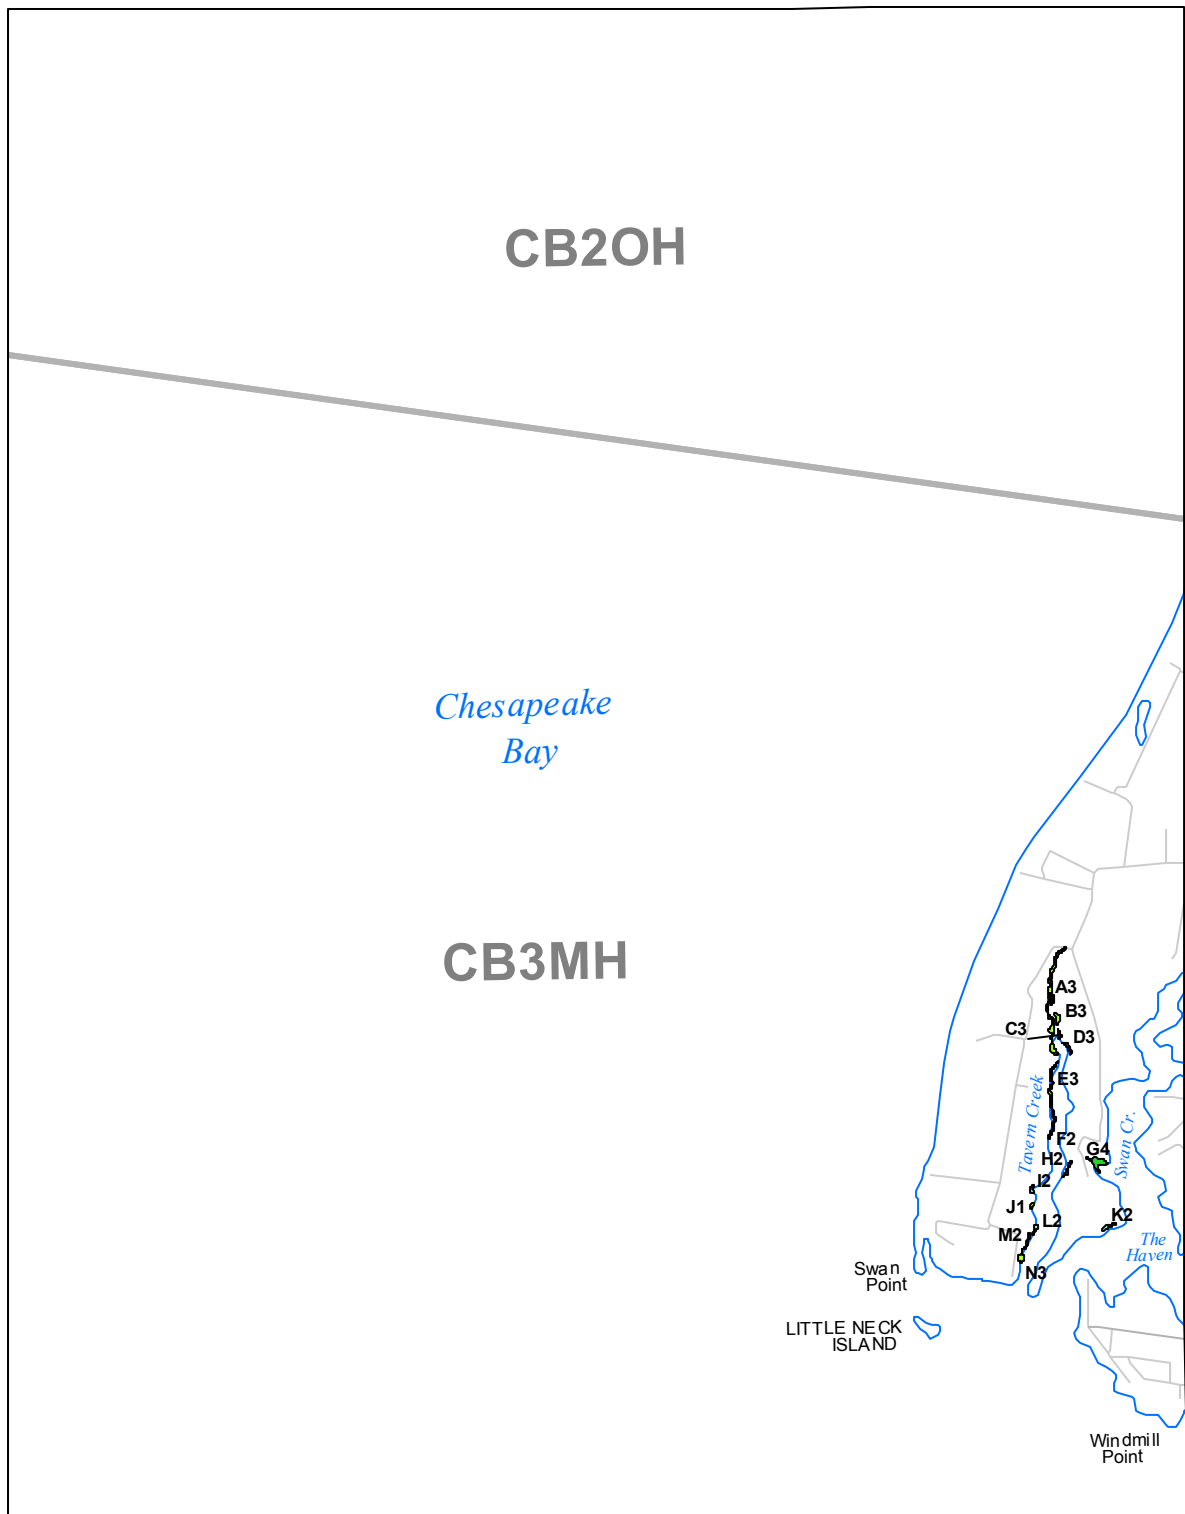 CB2OH
Chesapeake
Bay
CB3MH
A3
B3
C3
D3
E3
Tavern Creek
F2
H2
G4
Swan Cr.
I2
J1
L2
K2
M2
The
Haven
N3
Swan
Point
LITTLE NECK
ISLAND
Windmill
Point